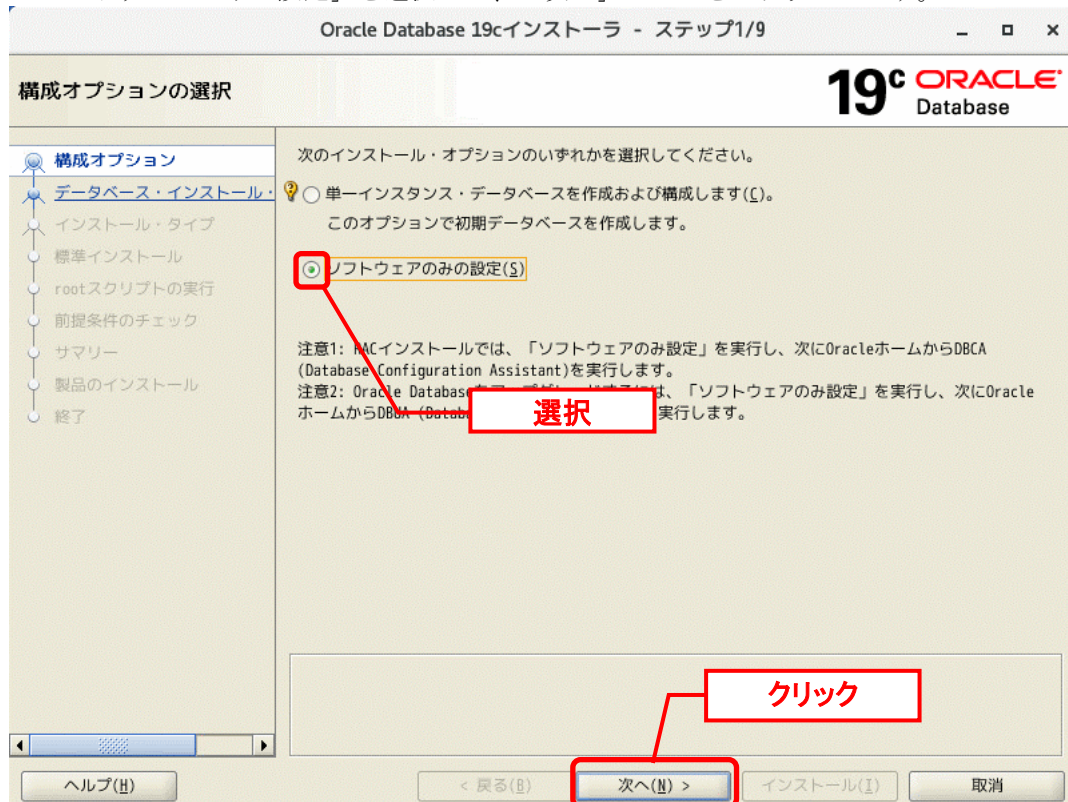 Oracle Database 19cインストーラ - ステップ1/9
構成オプションの選択
19c ORACLE
Database
構成オプション
データベース・インストール・
インストール・タイプ
標準インストール
rootスクリプトの実行
前提条件のチェック
サマリー
製品のインストール
終了
次のインストール・オプションのいずれかを選択してください。
単一インスタンス・データベースを作成および構成します(C)。
このオプションで初期データベースを作成します。
ソフトウェアのみの設定(S)
注意1: RACインストールでは、「ソフトウェアのみ設定」を実行し、次にOracleホームからDBCA
(Database Configuration Assistant)を実行します。
注意2: Oracle Database は、「ソフトウェアのみ設定」を実行し、次にOracle
ホームからDBUA (Databa 実行します。
選択
クリック
ヘルプ(H)
< 戻る(B)
次へ(N) >
インストール(I)
取消